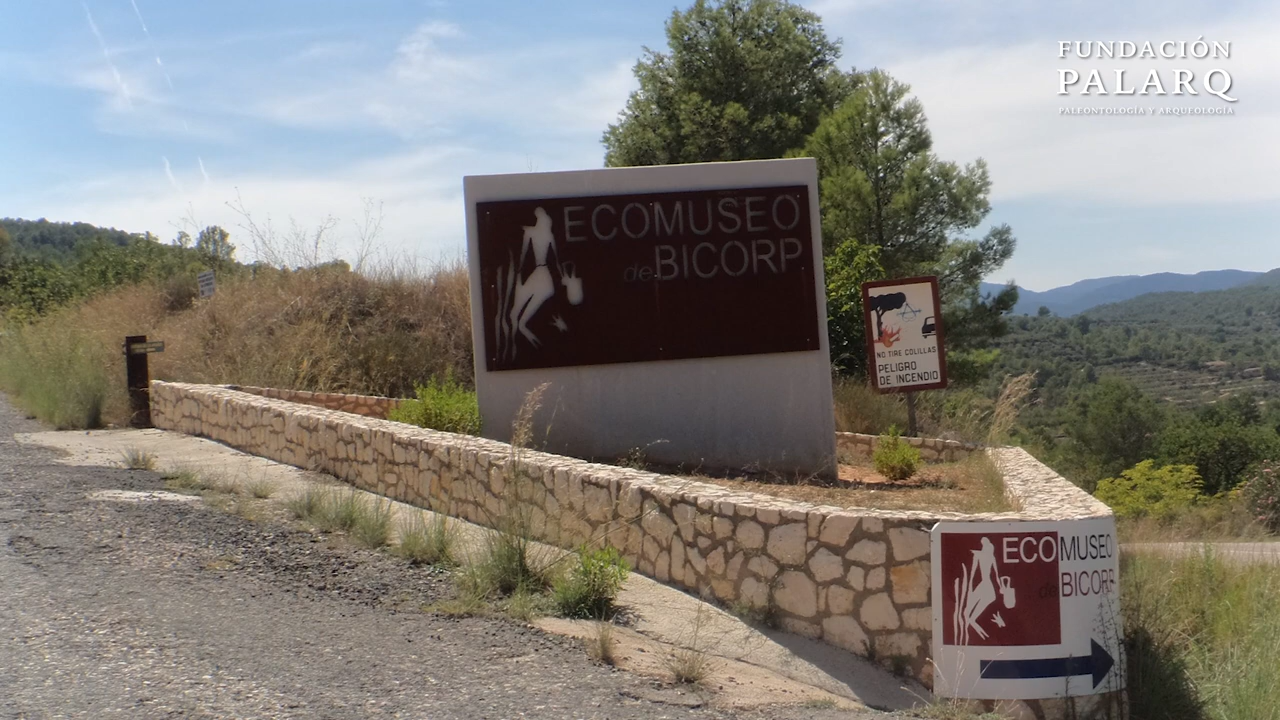 FUNDACIÓN
PALARQ
PALEONTOLOGÍA Y ARQUEOLOGÍA
ECOMUSEO
de BICORP
NO TIRE COLILLAS
PELIGRO
DE INCENDIO
ECOMUSEO
de BICORP